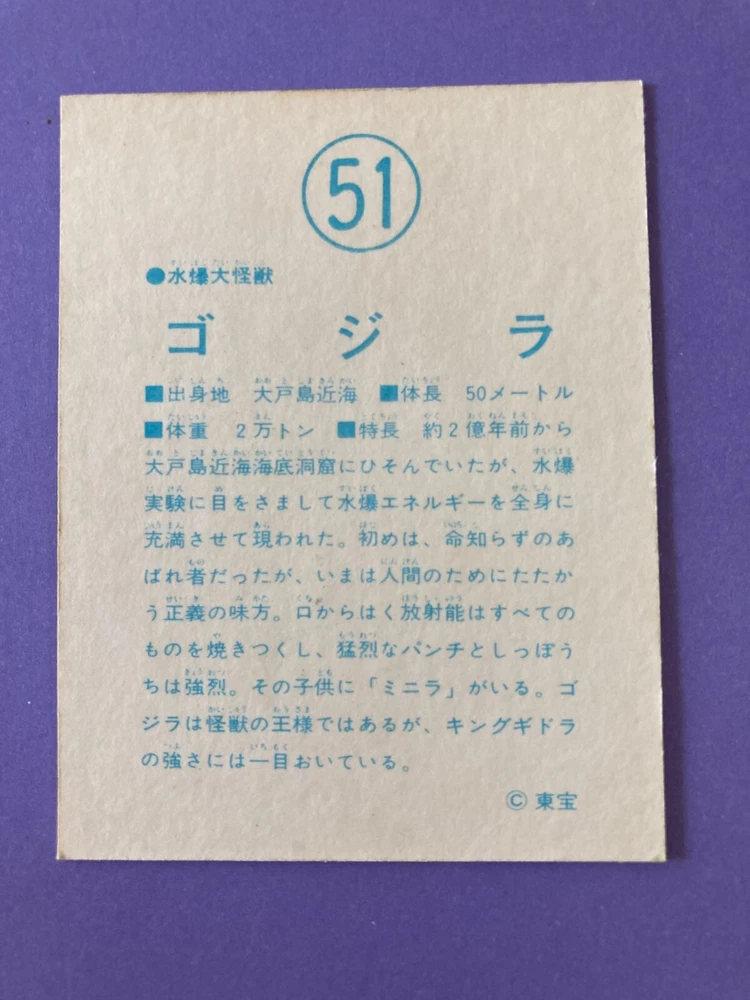 51
●水爆大怪獣
ゴジラ
■出身地 大戸島近海 ■体長 50メートル
■体重 2万トン ■特長 約2億年前から
大戸島近海海底洞窟にひそんでいたが、水爆
実験に目をさまして水爆エネルギーを全身に
充満させて現われた。初めは、命知らずのあ
ばれ者だったが、いまは人間のためにたたか
う正義の味方。口からはく放射能はすべての
ものを焼きつくし、猛烈なパンチとしっぽう
ちは強烈。その子供に「ミニラ」がいる。ゴ
ジラは怪獣の王様ではあるが、キングギドラ
の強さには一目おいている。
© 東宝